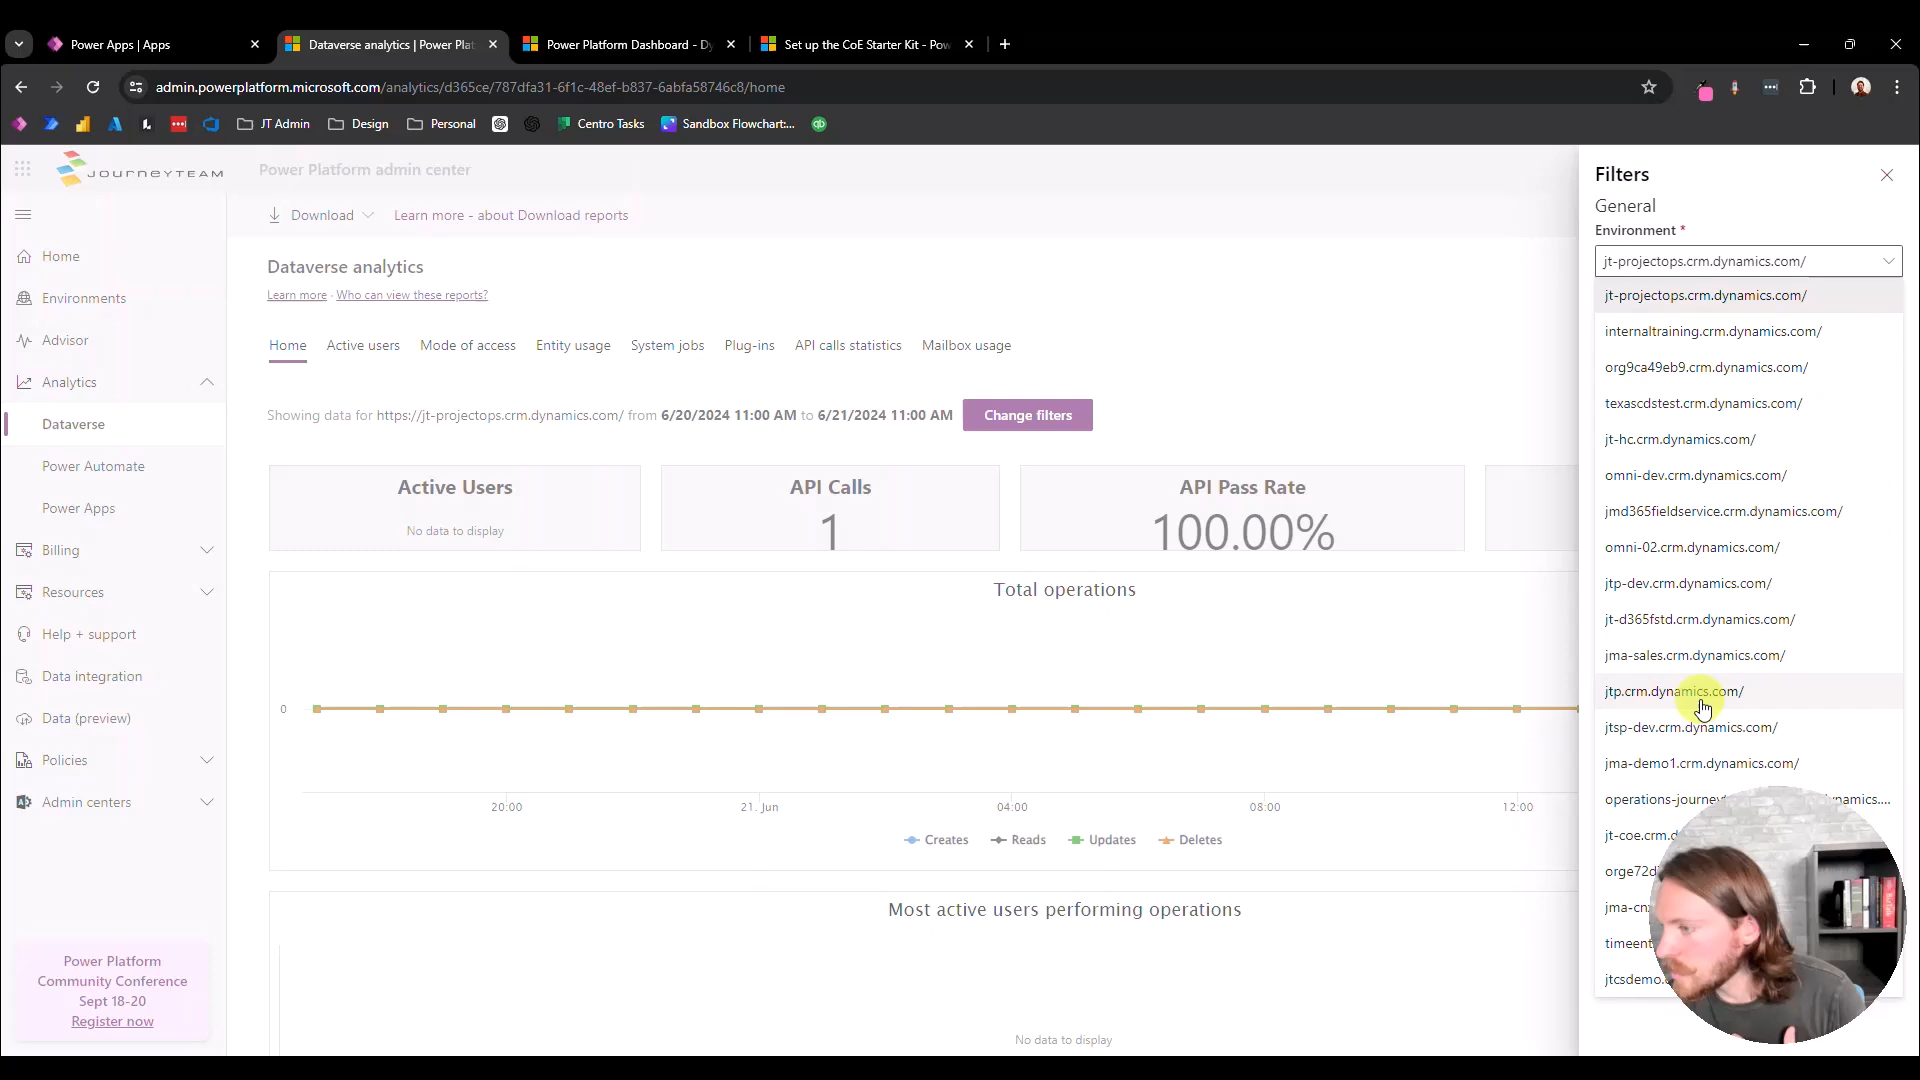 Power Apps | Apps
Dataverse analytics | Power Plat
Power Platform Dashboard - Dy
Set up the CoE Starter Kit - Pow
admin.powerplatform.microsoft.com/analytics/d365ce/787dfa31-6f1c-48ef-b837-6abfa58746c8/home
JT Admin
Design
Personal
Centro Tasks
Sandbox Flowchart:...
JOURNEYTEAM
Power Platform admin center
Download
Learn more - about Download reports
Home
Environments
Advisor
Analytics
Dataverse
Power Automate
Power Apps
Billing
Resources
Help + support
Data integration
Data (preview)
Policies
Admin centers
Power Platform
Community Conference
Sept 18-20
Register now
Dataverse analytics
Learn more · Who can view these reports?
Home Active users Mode of access Entity usage System jobs Plug-ins API calls statistics Mailbox usage
Showing data for https://jt-projectops.crm.dynamics.com/ from 6/20/2024 11:00 AM to 6/21/2024 11:00 AM
Change filters
Active Users
No data to display
API Calls
1
API Pass Rate
100.00%
Total operations
0
20:00 21. Jun 04:00 08:00 12:00
Creates Reads Updates Deletes
Most active users performing operations
No data to display
Filters
General
Environment *
jt-projectops.crm.dynamics.com/
jt-projectops.crm.dynamics.com/
internaltraining.crm.dynamics.com/
org9ca49eb9.crm.dynamics.com/
texascdstest.crm.dynamics.com/
jt-hc.crm.dynamics.com/
omni-dev.crm.dynamics.com/
jmd365fieldservice.crm.dynamics.com/
omni-02.crm.dynamics.com/
jtp-dev.crm.dynamics.com/
jt-d365fstd.crm.dynamics.com/
jma-sales.crm.dynamics.com/
jtp.crm.dynamics.com/
jtsp-dev.crm.dynamics.com/
jma-demo1.crm.dynamics.com/
operations-journey namics....
jt-coe.crm.d
orge72d
jma-cn
timeent
jtcsdemo.